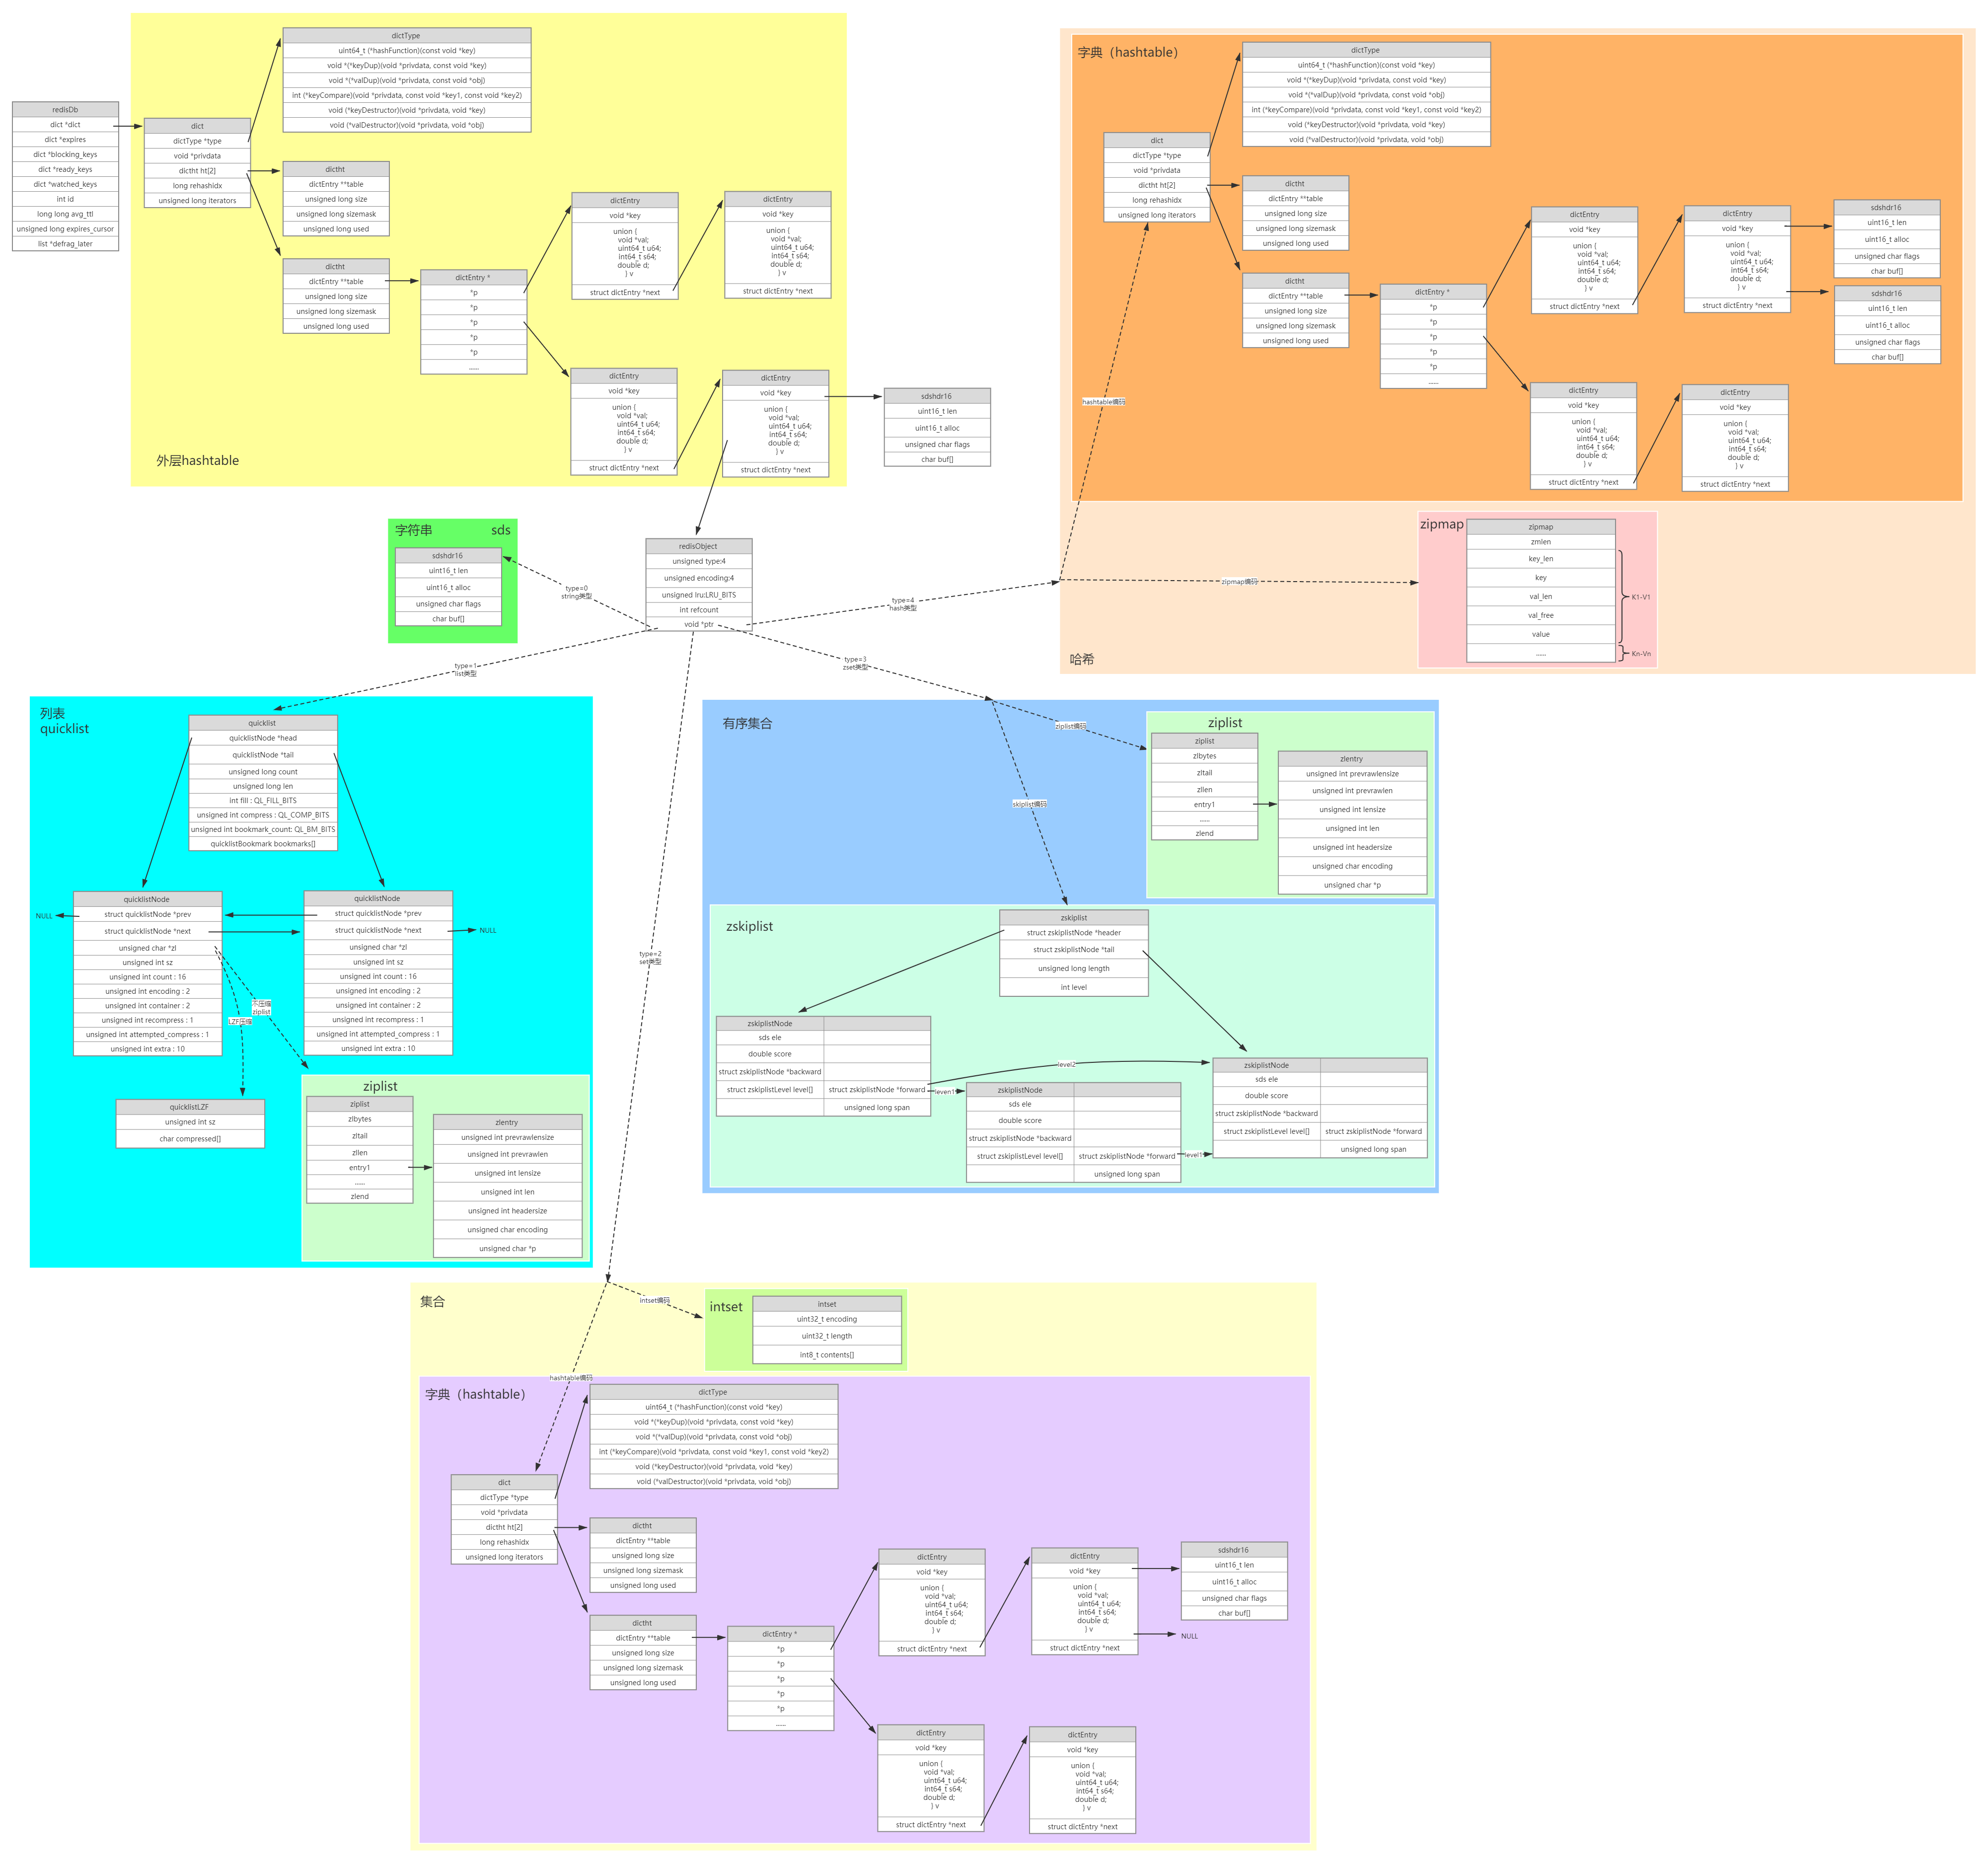 redisDb
dict *dict
dict *expires
dict *blocking_keys
dict *ready_keys
dict *watched_keys
int id
long long avg_ttl
unsigned long expires_cursor
list *defrag_later
外层hashtable
dict
dictType *type
void *privdata
dictht ht[2]
long rehashidx
unsigned long iterators
dictType
uint64_t (*hashFunction)(const void *key)
void *(*keyDup)(void *privdata, const void *key)
void *(*valDup)(void *privdata, const void *obj)
int (*keyCompare)(void *privdata, const void *key1, const void *key2)
void (*keyDestructor)(void *privdata, void *key)
void (*valDestructor)(void *privdata, void *obj)
dictht
dictEntry **table
unsigned long size
unsigned long sizemask
unsigned long used
dictht
dictEntry **table
unsigned long size
unsigned long sizemask
unsigned long used
dictEntry *
*p
*p
*p
*p
*p
......
dictEntry
void *key
union {
void *val;
uint64_t u64;
int64_t s64;
double d;
} v
struct dictEntry *next
dictEntry
void *key
union {
void *val;
uint64_t u64;
int64_t s64;
double d;
} v
struct dictEntry *next
dictEntry
void *key
union {
void *val;
uint64_t u64;
int64_t s64;
double d;
} v
struct dictEntry *next
dictEntry
void *key
union {
void *val;
uint64_t u64;
int64_t s64;
double d;
} v
struct dictEntry *next
sdshdr16
uint16_t len
uint16_t alloc
unsigned char flags
char buf[]
字典（hashtable）
dict
dictType *type
void *privdata
dictht ht[2]
long rehashidx
unsigned long iterators
dictType
uint64_t (*hashFunction)(const void *key)
void *(*keyDup)(void *privdata, const void *key)
void *(*valDup)(void *privdata, const void *obj)
int (*keyCompare)(void *privdata, const void *key1, const void *key2)
void (*keyDestructor)(void *privdata, void *key)
void (*valDestructor)(void *privdata, void *obj)
dictht
dictEntry **table
unsigned long size
unsigned long sizemask
unsigned long used
dictht
dictEntry **table
unsigned long size
unsigned long sizemask
unsigned long used
dictEntry *
*p
*p
*p
*p
*p
......
dictEntry
void *key
union {
void *val;
uint64_t u64;
int64_t s64;
double d;
} v
struct dictEntry *next
dictEntry
void *key
union {
void *val;
uint64_t u64;
int64_t s64;
double d;
} v
struct dictEntry *next
sdshdr16
uint16_t len
uint16_t alloc
unsigned char flags
char buf[]
sdshdr16
uint16_t len
uint16_t alloc
unsigned char flags
char buf[]
dictEntry
void *key
union {
void *val;
uint64_t u64;
int64_t s64;
double d;
} v
struct dictEntry *next
dictEntry
void *key
union {
void *val;
uint64_t u64;
int64_t s64;
double d;
} v
struct dictEntry *next
hashtable编码
zipmap编码
zipmap
zipmap
zmlen
key_len
key
val_len
val_free
value
......
K1-V1
Kn-Vn
哈希
字符串
sds
sdshdr16
uint16_t len
uint16_t alloc
unsigned char flags
char buf[]
redisObject
unsigned type:4
unsigned encoding:4
unsigned lru:LRU_BITS
int refcount
void *ptr
type=0
string类型
type=4
hash类型
type=1
list类型
type=3
zset类型
type=2
set类型
列表
quicklist
quicklist
quicklistNode *head
quicklistNode *tail
unsigned long count
unsigned long len
int fill : QL_FILL_BITS
unsigned int compress : QL_COMP_BITS
unsigned int bookmark_count: QL_BM_BITS
quicklistBookmark bookmarks[]
NULL
quicklistNode
struct quicklistNode *prev
struct quicklistNode *next
unsigned char *zl
unsigned int sz
unsigned int count : 16
unsigned int encoding : 2
unsigned int container : 2
unsigned int recompress : 1
unsigned int attempted_compress : 1
unsigned int extra : 10
quicklistNode
struct quicklistNode *prev
struct quicklistNode *next
unsigned char *zl
unsigned int sz
unsigned int count : 16
unsigned int encoding : 2
unsigned int container : 2
unsigned int recompress : 1
unsigned int attempted_compress : 1
unsigned int extra : 10
NULL
不压缩
ziplist
LZF压缩
quicklistLZF
unsigned int sz
char compressed[]
ziplist
ziplist
zlbytes
zltail
zllen
entry1
......
zlend
zlentry
unsigned int prevrawlensize
unsigned int prevrawlen
unsigned int lensize
unsigned int len
unsigned int headersize
unsigned char encoding
unsigned char *p
有序集合
ziplist编码
skiplist编码
ziplist
ziplist
zlbytes
zltail
zllen
entry1
......
zlend
zlentry
unsigned int prevrawlensize
unsigned int prevrawlen
unsigned int lensize
unsigned int len
unsigned int headersize
unsigned char encoding
unsigned char *p
zskiplist
zskiplist
struct zskiplistNode *header
struct zskiplistNode *tail
unsigned long length
int level
zskiplistNode
sds ele
double score
struct zskiplistNode *backward
struct zskiplistLevel level[]
struct zskiplistNode *forward
unsigned long span
level2
leven1
zskiplistNode
sds ele
double score
struct zskiplistNode *backward
struct zskiplistLevel level[]
struct zskiplistNode *forward
unsigned long span
level1
zskiplistNode
sds ele
double score
struct zskiplistNode *backward
struct zskiplistLevel level[]
struct zskiplistNode *forward
unsigned long span
集合
intset编码
hashtable编码
intset
intset
uint32_t encoding
uint32_t length
int8_t contents[]
字典（hashtable）
dict
dictType *type
void *privdata
dictht ht[2]
long rehashidx
unsigned long iterators
dictType
uint64_t (*hashFunction)(const void *key)
void *(*keyDup)(void *privdata, const void *key)
void *(*valDup)(void *privdata, const void *obj)
int (*keyCompare)(void *privdata, const void *key1, const void *key2)
void (*keyDestructor)(void *privdata, void *key)
void (*valDestructor)(void *privdata, void *obj)
dictht
dictEntry **table
unsigned long size
unsigned long sizemask
unsigned long used
dictht
dictEntry **table
unsigned long size
unsigned long sizemask
unsigned long used
dictEntry *
*p
*p
*p
*p
*p
......
dictEntry
void *key
union {
void *val;
uint64_t u64;
int64_t s64;
double d;
} v
struct dictEntry *next
dictEntry
void *key
union {
void *val;
uint64_t u64;
int64_t s64;
double d;
} v
struct dictEntry *next
sdshdr16
uint16_t len
uint16_t alloc
unsigned char flags
char buf[]
NULL
dictEntry
void *key
union {
void *val;
uint64_t u64;
int64_t s64;
double d;
} v
struct dictEntry *next
dictEntry
void *key
union {
void *val;
uint64_t u64;
int64_t s64;
double d;
} v
struct dictEntry *next